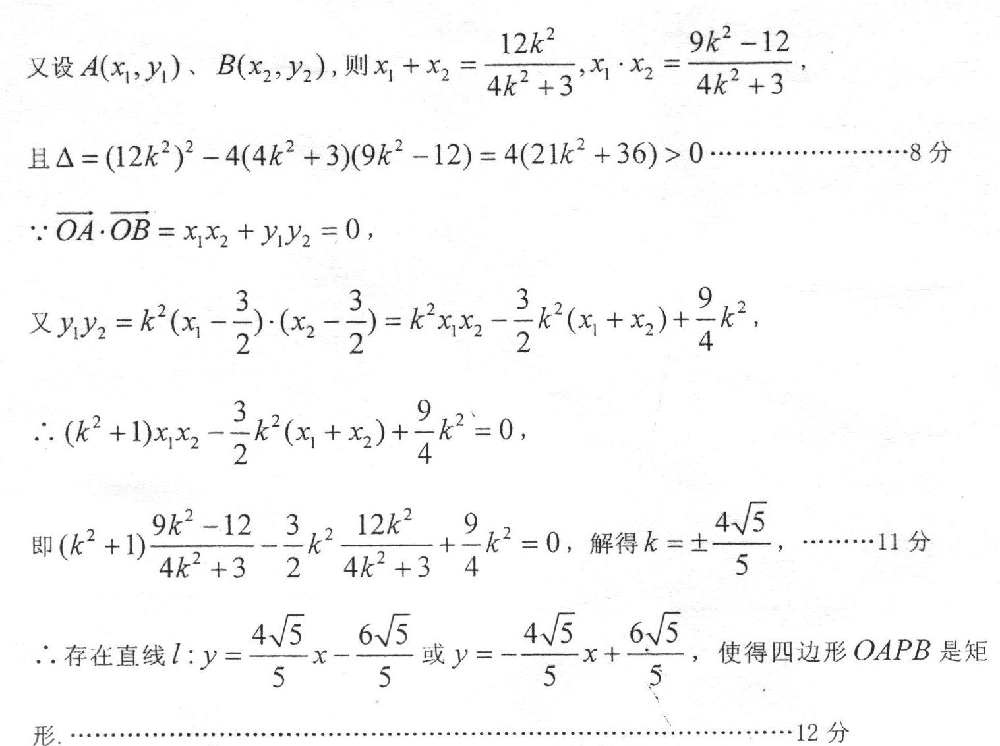 又设 $A(x_1, y_1)$、 $B(x_2, y_2)$, 则 $x_1 + x_2 = \dfrac{12k^2}{4k^2+3}, x_1 \cdot x_2 = \dfrac{9k^2-12}{4k^2+3}$,
且 $\Delta = (12k^2)^2 - 4(4k^2+3)(9k^2-12) = 4(21k^2+36) > 0$ ························8 分
∵ $\overrightarrow{OA} \cdot \overrightarrow{OB} = x_1x_2 + y_1y_2 = 0$,
又 $y_1y_2 = k^2(x_1 - \dfrac{3}{2}) \cdot (x_2 - \dfrac{3}{2}) = k^2x_1x_2 - \dfrac{3}{2}k^2(x_1+x_2) + \dfrac{9}{4}k^2$,
∴ $(k^2+1)x_1x_2 - \dfrac{3}{2}k^2(x_1+x_2) + \dfrac{9}{4}k^2 = 0$,
即 $(k^2+1)\dfrac{9k^2-12}{4k^2+3} - \dfrac{3}{2}k^2\dfrac{12k^2}{4k^2+3} + \dfrac{9}{4}k^2 = 0$, 解得 $k = \pm\dfrac{4\sqrt{5}}{5}$, ·········11 分
∴ 存在直线 $l: y = \dfrac{4\sqrt{5}}{5}x - \dfrac{6\sqrt{5}}{5}$ 或 $y = -\dfrac{4\sqrt{5}}{5}x + \dfrac{6\sqrt{5}}{5}$, 使得四边形 $OAPB$ 是矩
形. ········································································12 分